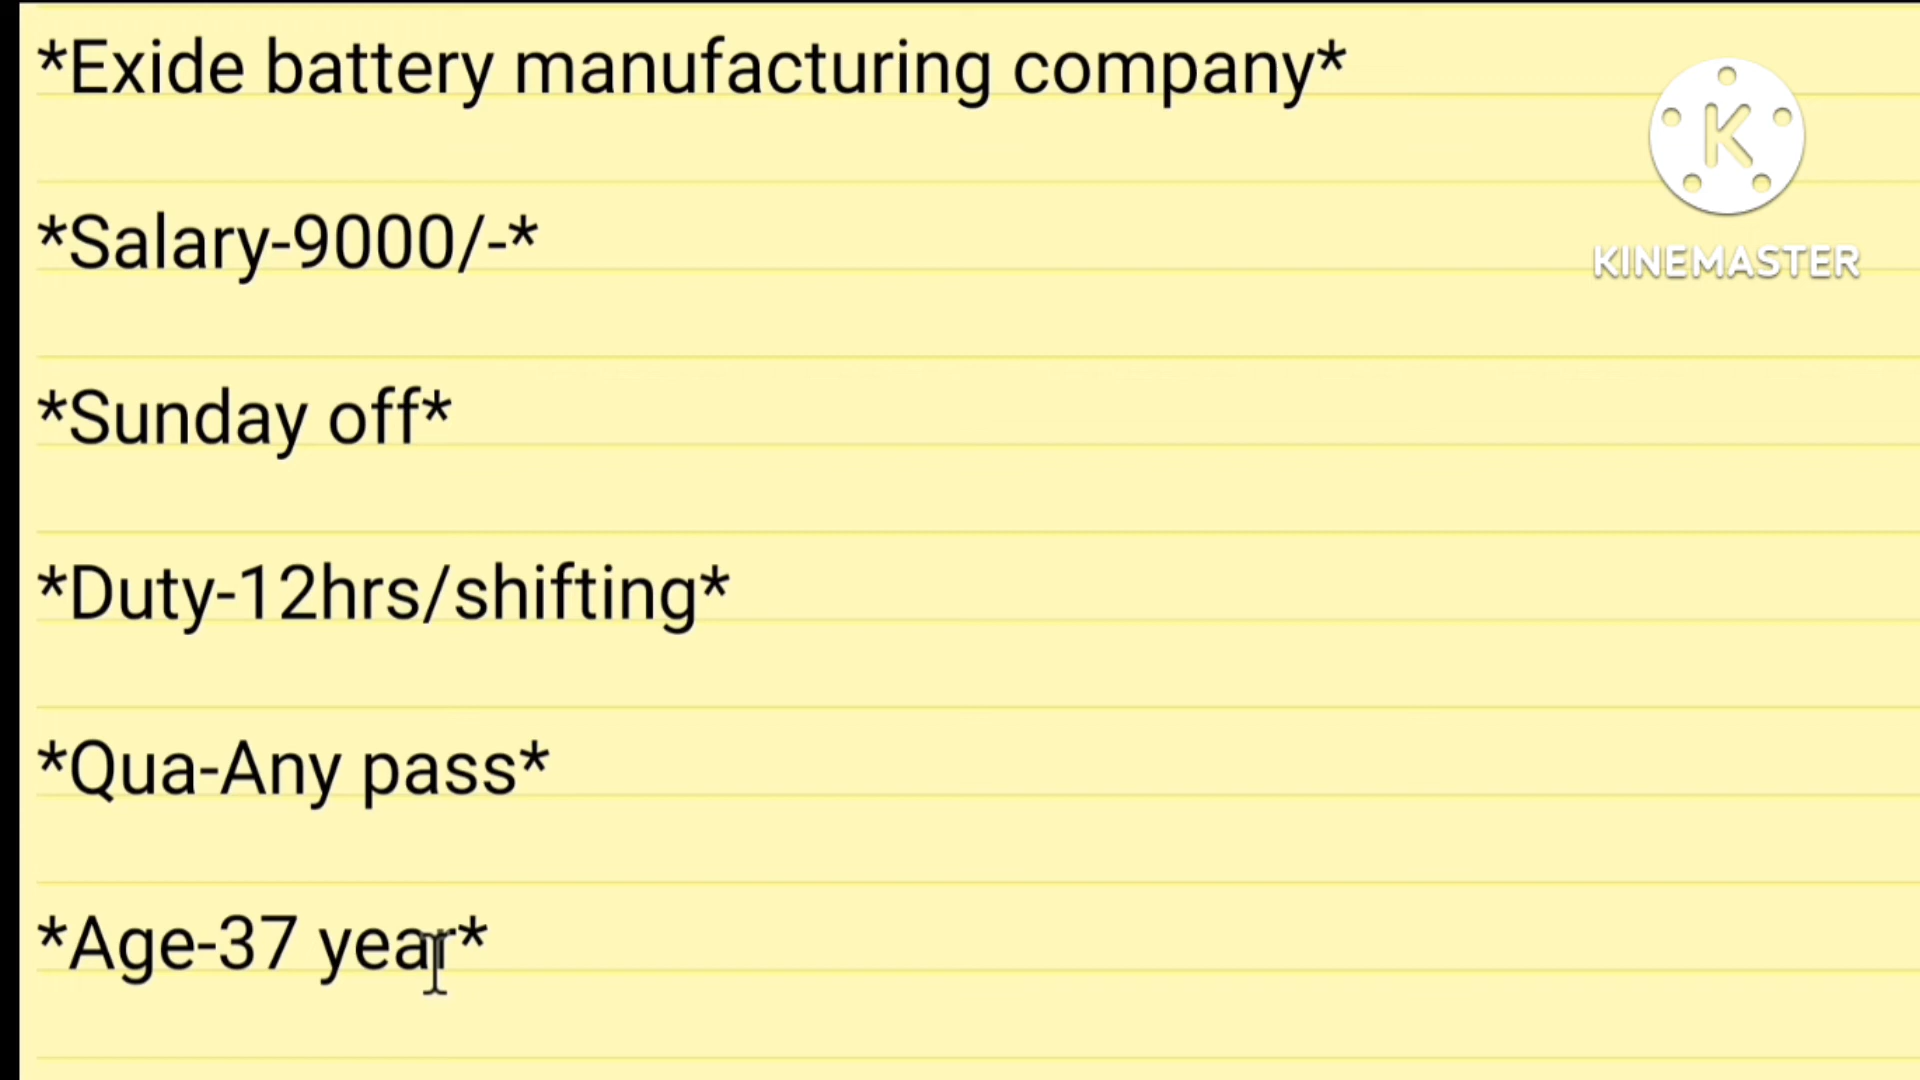 *Exide battery manufacturing company*
K
KINEMASTER
*Salary-9000/-*
*Sunday off*
*Duty-12hrs/shifting*
*Qua-Any pass*
*Age-37 year*